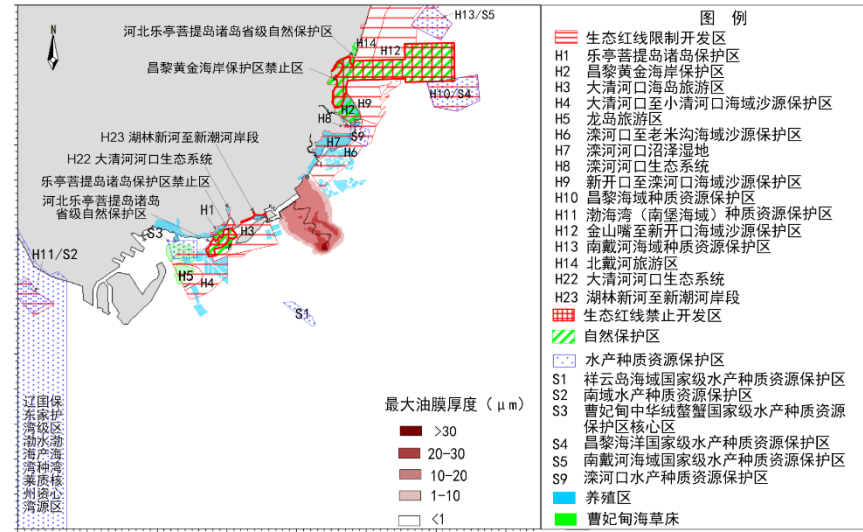 H13/S5
河北乐亭菩提岛诸岛省级自然保护区
H14
H12
昌黎黄金海岸保护区禁止区
H10/S4
H9
H2
H8
S9
H7
H6
H23 湖林新河至新潮河岸段
H22 大清河河口生态系统
乐亭菩提岛诸岛保护区禁止区
河北乐亭菩提岛诸岛
省级自然保护区
H1
H3
S3
H11/S2
H5
H4
S1
N
辽国保
东家护
湾级区
渤水渤
海产海
湾种湾
莱质核
州资心
湾源区
最大油膜厚度（μm）
>30
20-30
10-20
1-10
<1
图 例
生态红线限制开发区
H1 乐亭菩提岛诸岛保护区
H2 昌黎黄金海岸保护区
H3 大清河口海岛旅游区
H4 大清河口至小清河口海域沙源保护区
H5 龙岛旅游区
H6 滦河口至老米沟海域沙源保护区
H7 滦河河口沼泽湿地
H8 滦河河口生态系统
H9 新开口至滦河口海域沙源保护区
H10 昌黎海域种质资源保护区
H11 渤海湾（南堡海域）种质资源保护区
H12 金山嘴至新开口海域沙源保护区
H13 南戴河海域种质资源保护区
H14 北戴河旅游区
H22 大清河河口生态系统
H23 湖林新河至新潮河岸段
生态红线禁止开发区
自然保护区
水产种质资源保护区
S1 祥云岛海域国家级水产种质资源保护区
S2 南域水产种质资源保护区
S3 曹妃甸中华绒螯蟹国家级水产种质资源
保护区核心区
S4 昌黎海洋国家级水产种质资源保护区
S5 南戴河海域国家级水产种质资源保护区
S9 滦河口水产种质资源保护区
养殖区
曹妃甸海草床